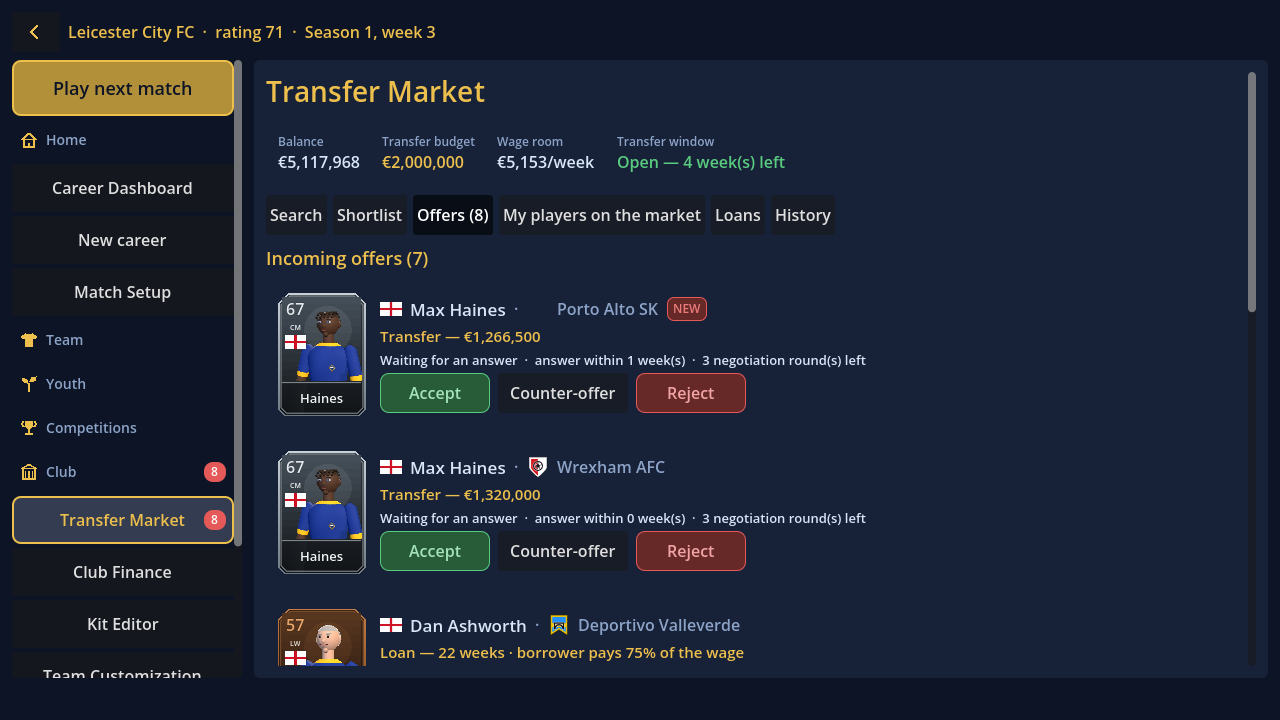 Leicester City FC · rating 71 · Season 1, week 3
Play next match
Home
Career Dashboard
New career
Match Setup
Team
Youth
Competitions
Club 8
Transfer Market 8
Club Finance
Kit Editor
Team Customization
Transfer Market
Balance Transfer budget Wage room Transfer window
€5,117,968 €2,000,000 €5,153/week Open — 4 week(s) left
Search Shortlist Offers (8) My players on the market Loans History
Incoming offers (7)
67
CM
Haines
Max Haines · Porto Alto SK NEW
Transfer — €1,266,500
Waiting for an answer · answer within 1 week(s) · 3 negotiation round(s) left
Accept Counter-offer Reject
67
CM
Haines
Max Haines · Wrexham AFC
Transfer — €1,320,000
Waiting for an answer · answer within 0 week(s) · 3 negotiation round(s) left
Accept Counter-offer Reject
57
LW
Dan Ashworth · Deportivo Valleverde
Loan — 22 weeks · borrower pays 75% of the wage